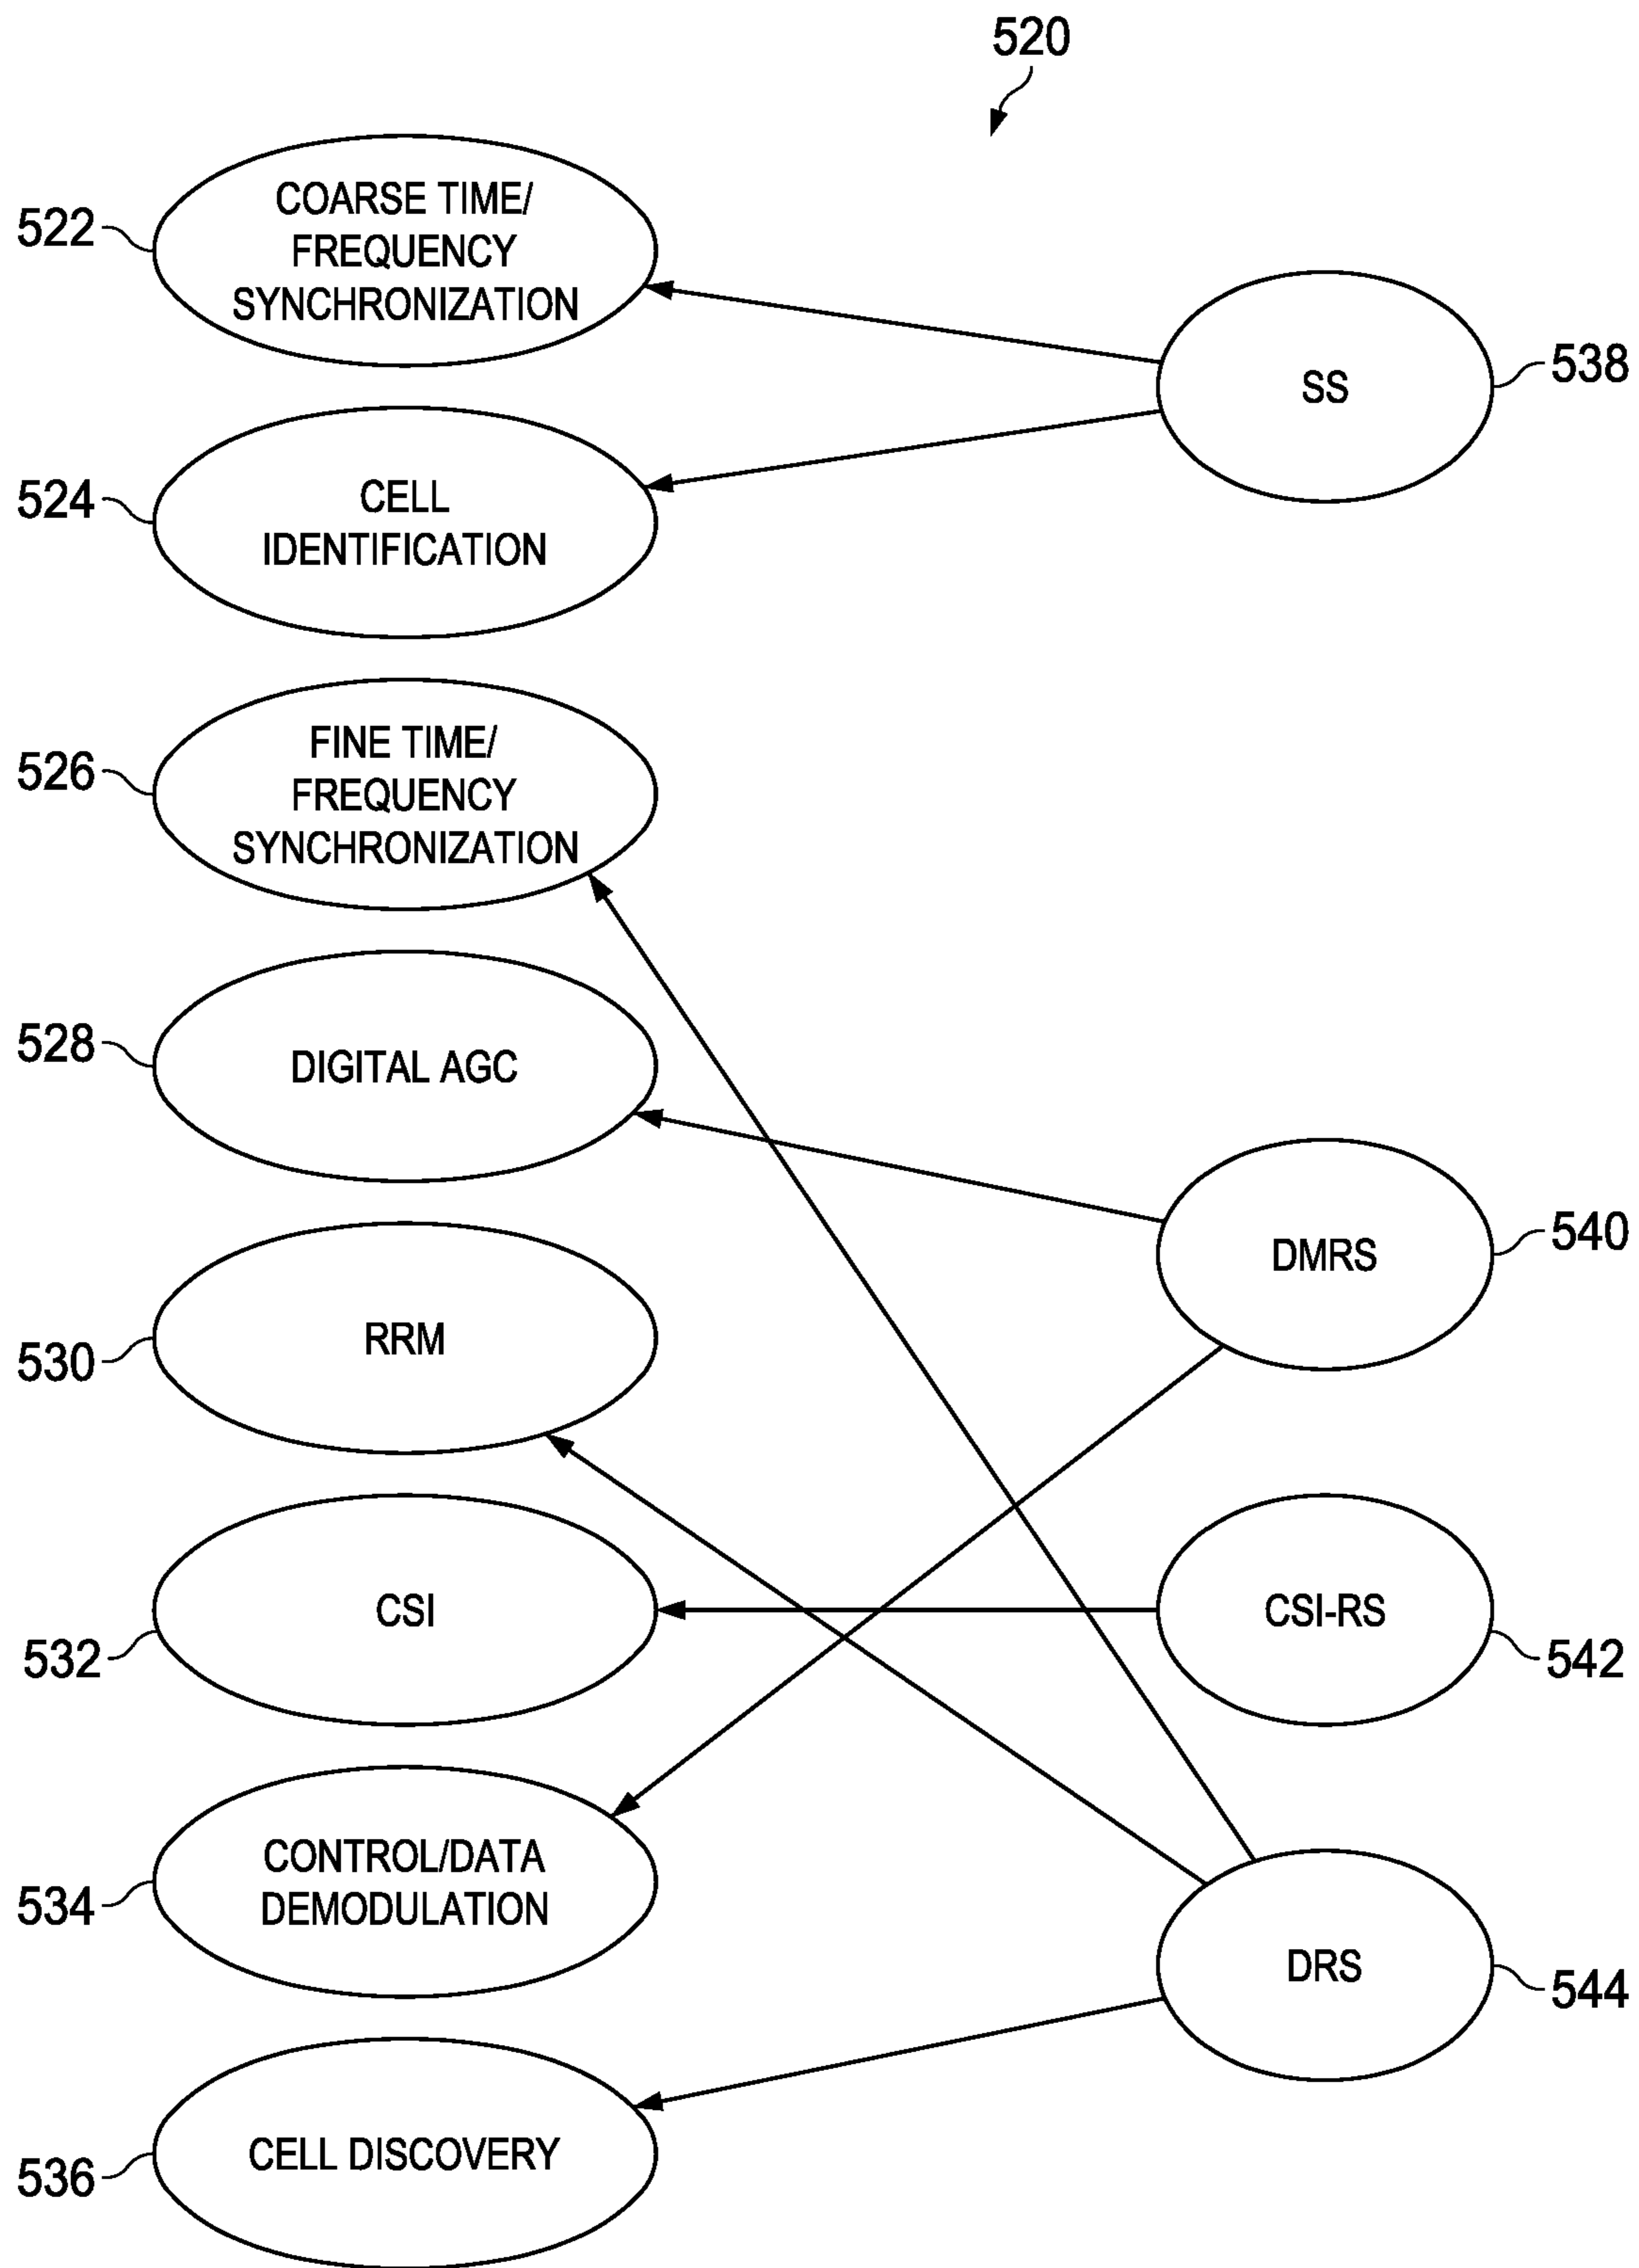 520
522
COARSE TIME/
FREQUENCY
SYNCHRONIZATION
SS
538
524
CELL
IDENTIFICATION
526
FINE TIME/
FREQUENCY
SYNCHRONIZATION
528
DIGITAL AGC
DMRS
540
530
RRM
532
CSI
CSI-RS
542
534
CONTROL/DATA
DEMODULATION
DRS
544
536
CELL DISCOVERY